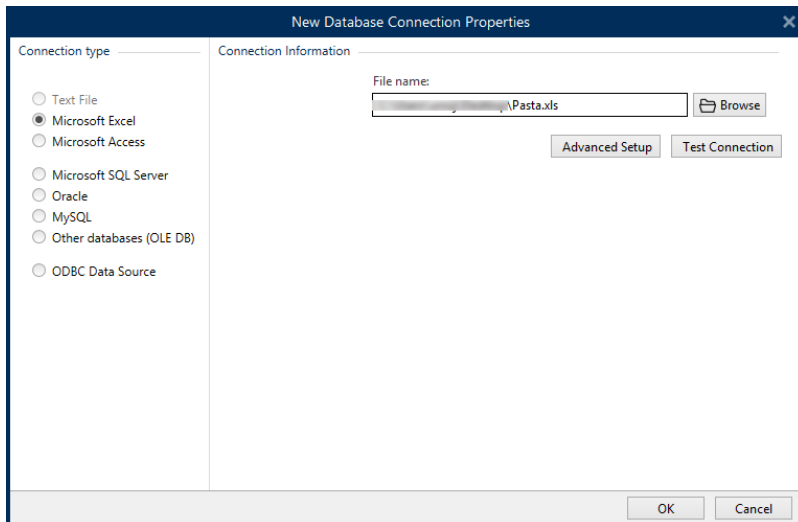 New Database Connection Properties
Connection type
Connection Information
Text File
Microsoft Excel
Microsoft Access
Microsoft SQL Server
Oracle
MySQL
Other databases (OLE DB)
ODBC Data Source
File name:
\Pasta.xls
Browse
Advanced Setup
Test Connection
OK
Cancel